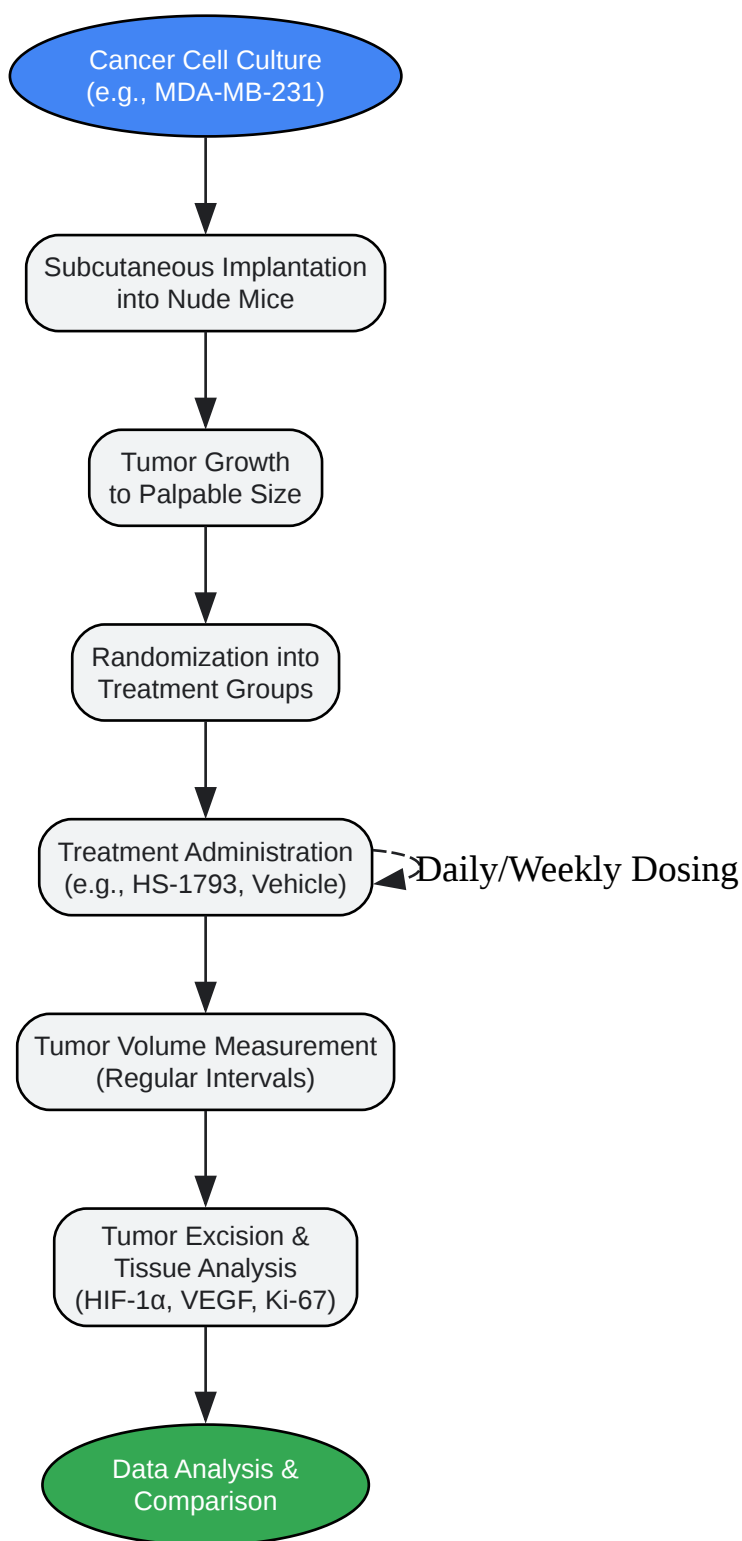 Cancer Cell Culture
(e.g., MDA-MB-231)
Subcutaneous Implantation
into Nude Mice
Tumor Growth
to Palpable Size
Randomization into
Treatment Groups
Treatment Administration
(e.g., HS-1793, Vehicle)
Daily/Weekly Dosing
Tumor Volume Measurement
(Regular Intervals)
Tumor Excision &
Tissue Analysis
(HIF-1α, VEGF, Ki-67)
Data Analysis &
Comparison